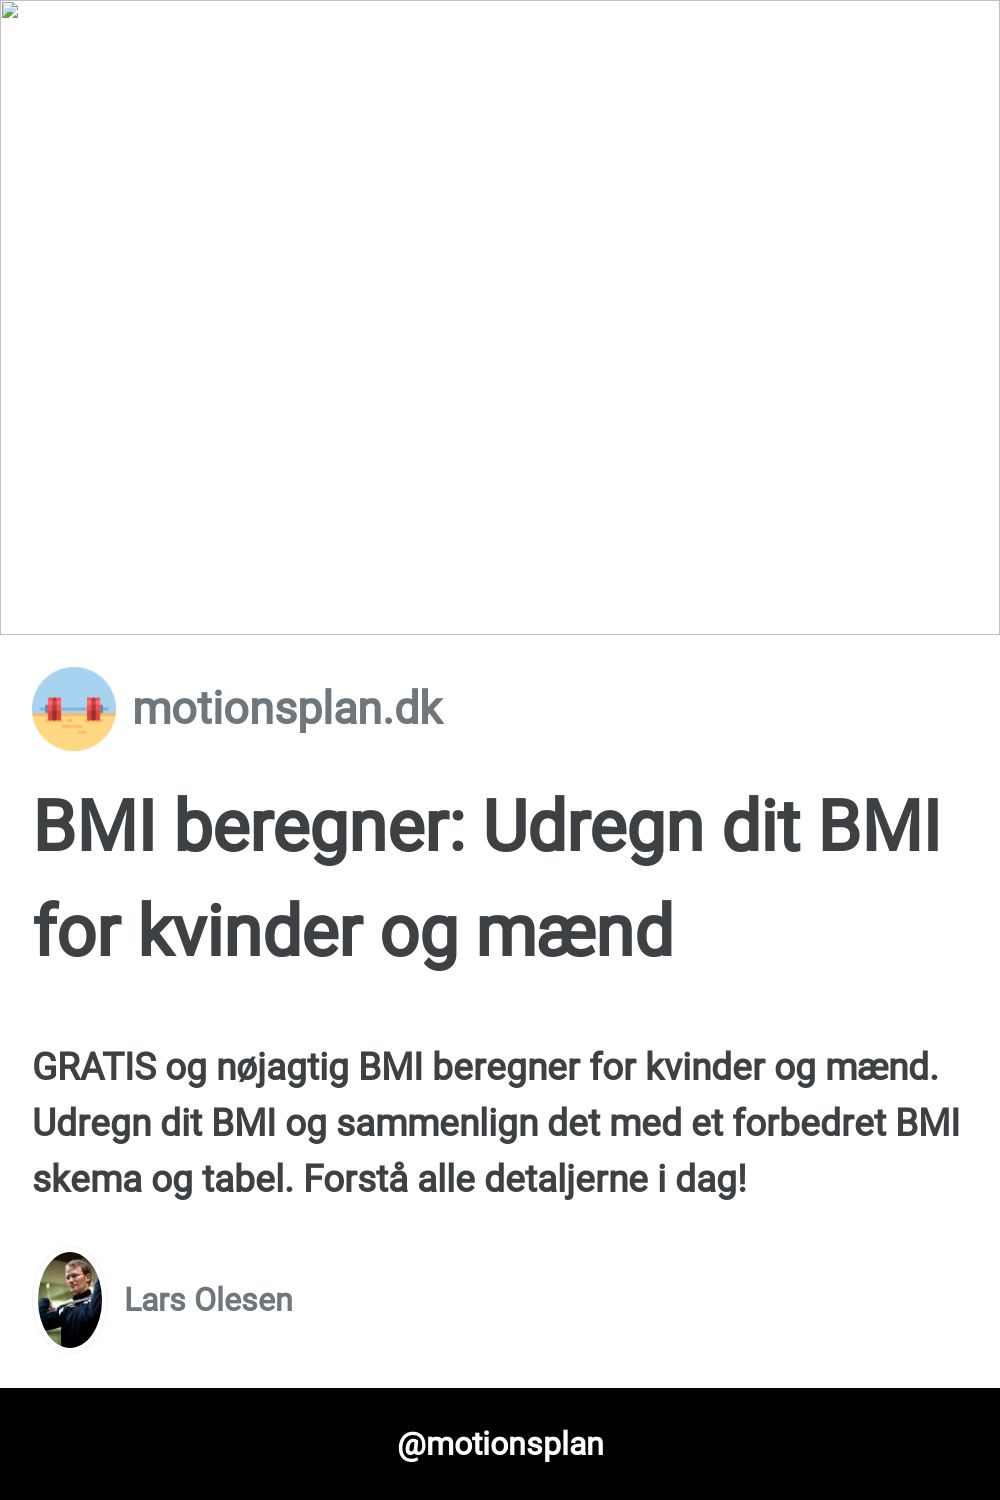 motionsplan.dk
BMI beregner: Udregn dit BMI
for kvinder og mænd
GRATIS og nøjagtig BMI beregner for kvinder og mænd.
Udregn dit BMI og sammenlign det med et forbedret BMI
skema og tabel. Forstå alle detaljerne i dag!
Lars Olesen
@motionsplan